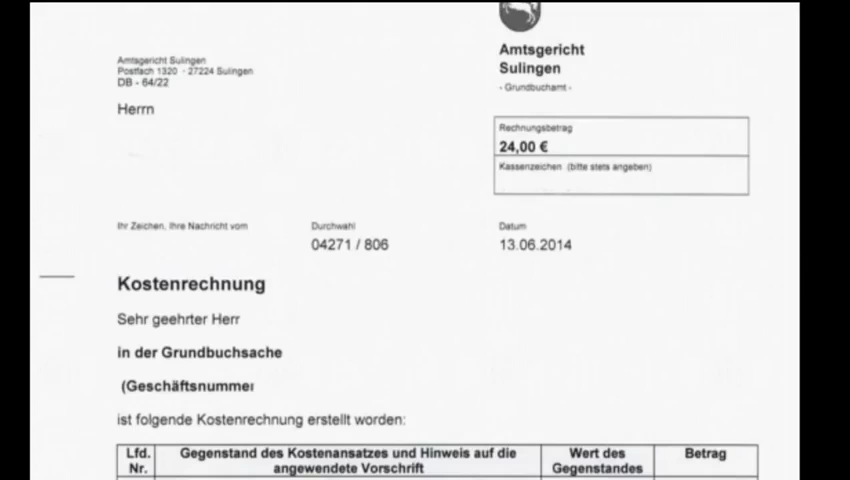 Amtsgericht Sulingen
Postfach 1320 - 27224 Sulingen
DB - 64/22
Herrn
Amtsgericht
Sulingen
- Grundbuchamt -
Rechnungsbetrag
24,00 €
Kassenzeichen (bitte stets angeben)
Ihr Zeichen, Ihre Nachricht vom
Durchwahl
04271 / 806
Datum
13.06.2014
Kostenrechnung
Sehr geehrter Herr
in der Grundbuchsache
(Geschäftsnummer
ist folgende Kostenrechnung erstellt worden:
Lfd.
Nr.
Gegenstand des Kostenansatzes und Hinweis auf die
angewendete Vorschrift
Wert des
Gegenstandes
Betrag